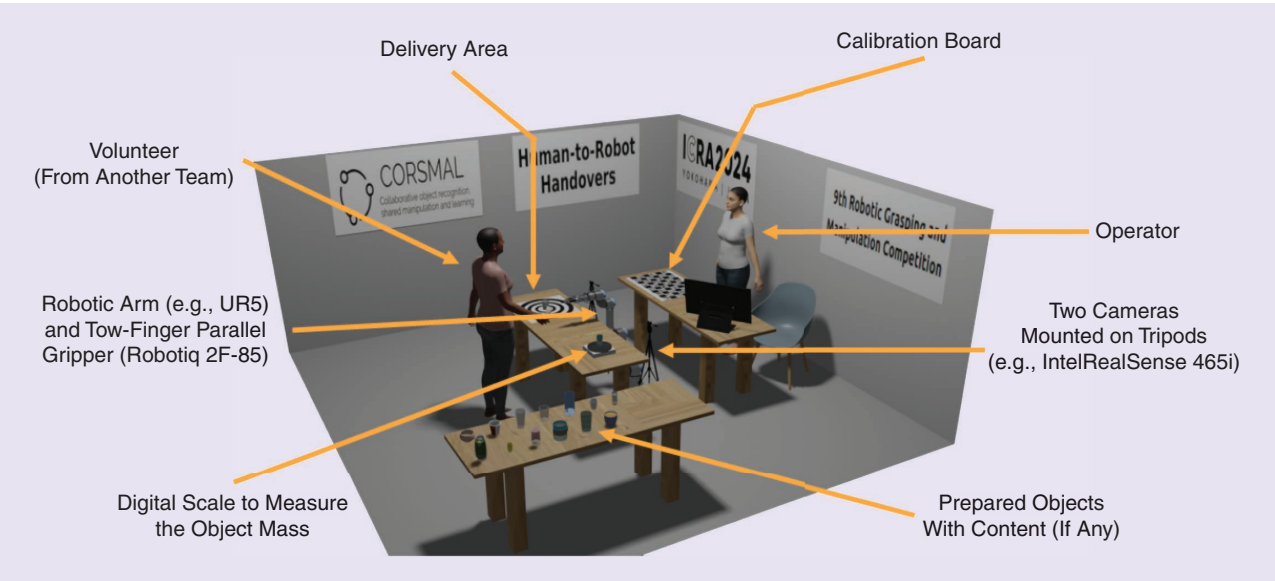 Delivery Area
Calibration Board
Volunteer
(From Another Team)
CORSMAL
Collaborative object recognition,
shared manipulation and learning
Human-to-Robot
Handovers
ICRA2024
YOKOHAMA
9th Robotic Grasping and
Manipulation Competition
Operator
Robotic Arm (e.g., UR5)
and Tow-Finger Parallel
Gripper (Robotiq 2F-85)
Two Cameras
Mounted on Tripods
(e.g., IntelRealSense 465i)
Digital Scale to Measure
the Object Mass
Prepared Objects
With Content (If Any)